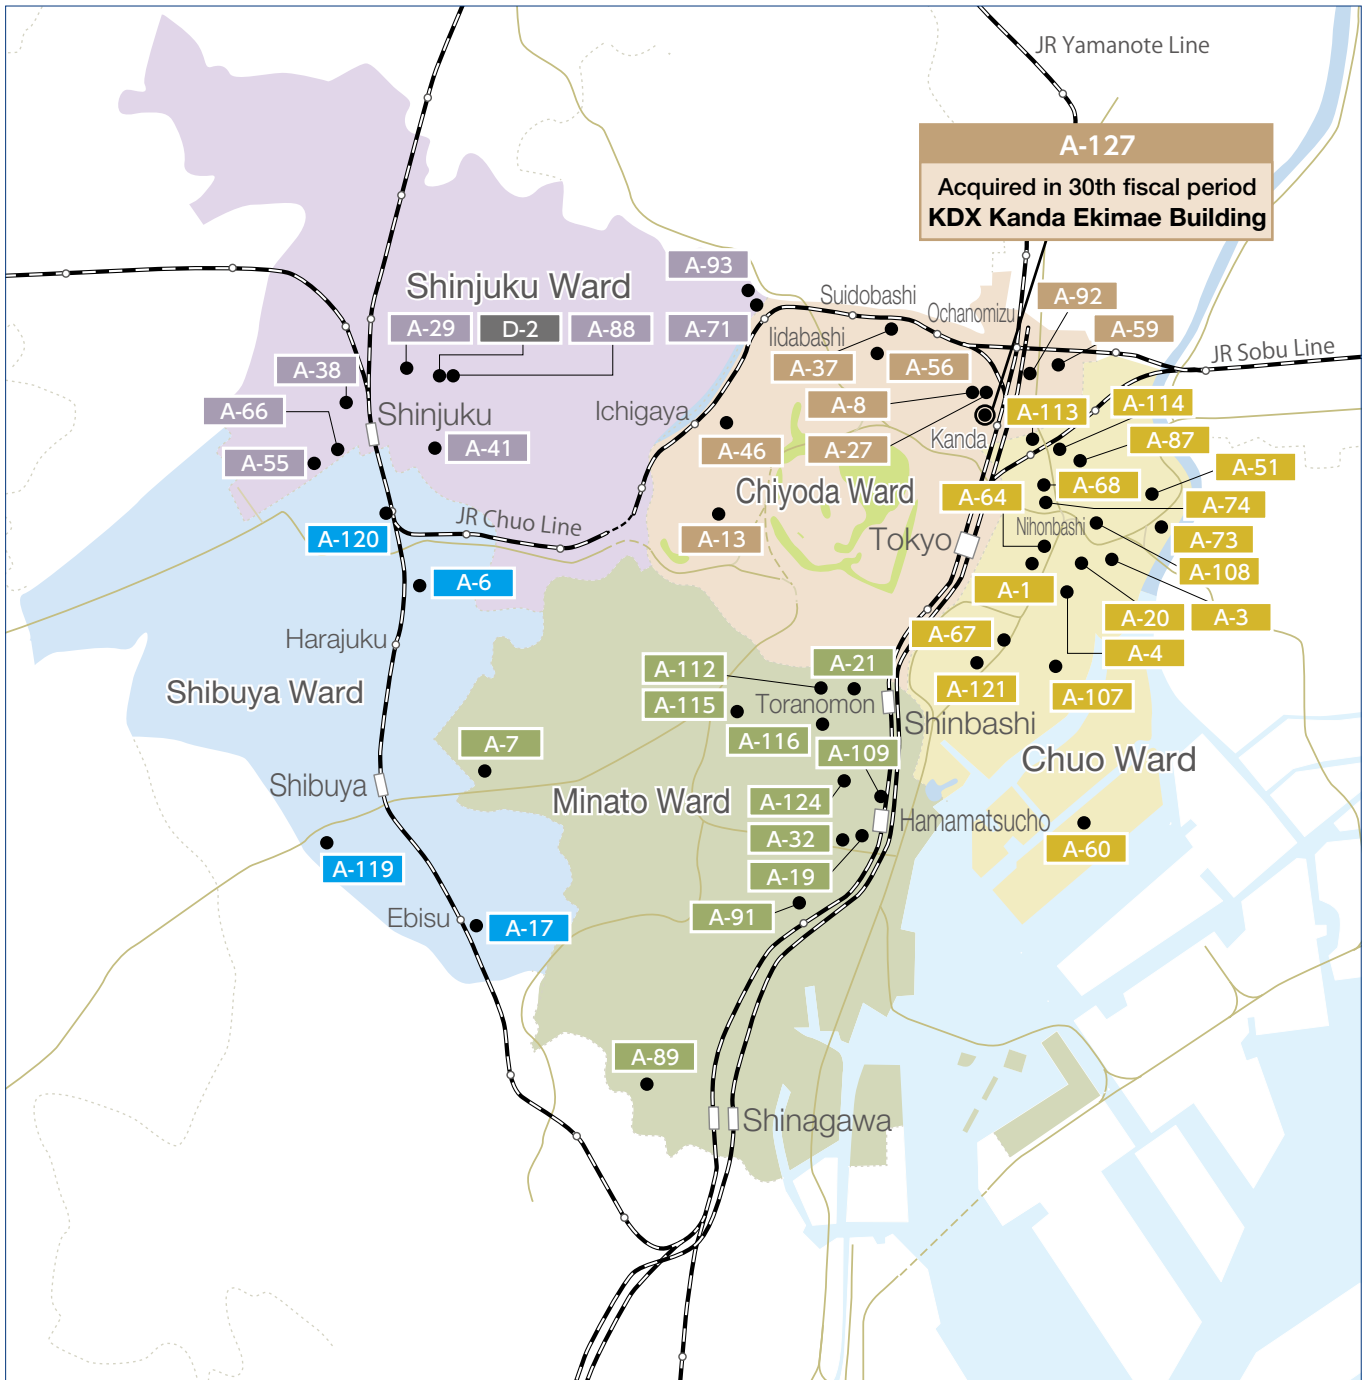 JR Yamanote Line
A-127
Acquired in 30th fiscal period
KDX Kanda Ekimae Building
A-93
Shinjuku Ward
Suidobashi
A-92
Ochanomizu
A-29
D-2
A-88
A-71
Iidabashi
A-59
JR Sobu Line
A-38
A-37
A-56
A-66
Shinjuku
Ichigaya
A-8
A-113
A-114
A-46
A-27
Kanda
A-87
A-55
A-41
A-51
Chiyoda Ward
A-64
A-68
A-74
JR Chuo Line
Nihonbashi
A-120
A-13
Tokyo
A-73
A-108
A-6
A-1
A-20
A-3
Harajuku
A-67
A-4
A-112
A-21
Shibuya Ward
A-121
A-107
A-115
Toranomon
Shinbashi
A-116
A-7
A-109
Chuo Ward
Shibuya
Minato Ward
A-124
Hamamatsucho
A-32
A-60
A-119
A-19
Ebisu
A-17
A-91
A-89
Shinagawa